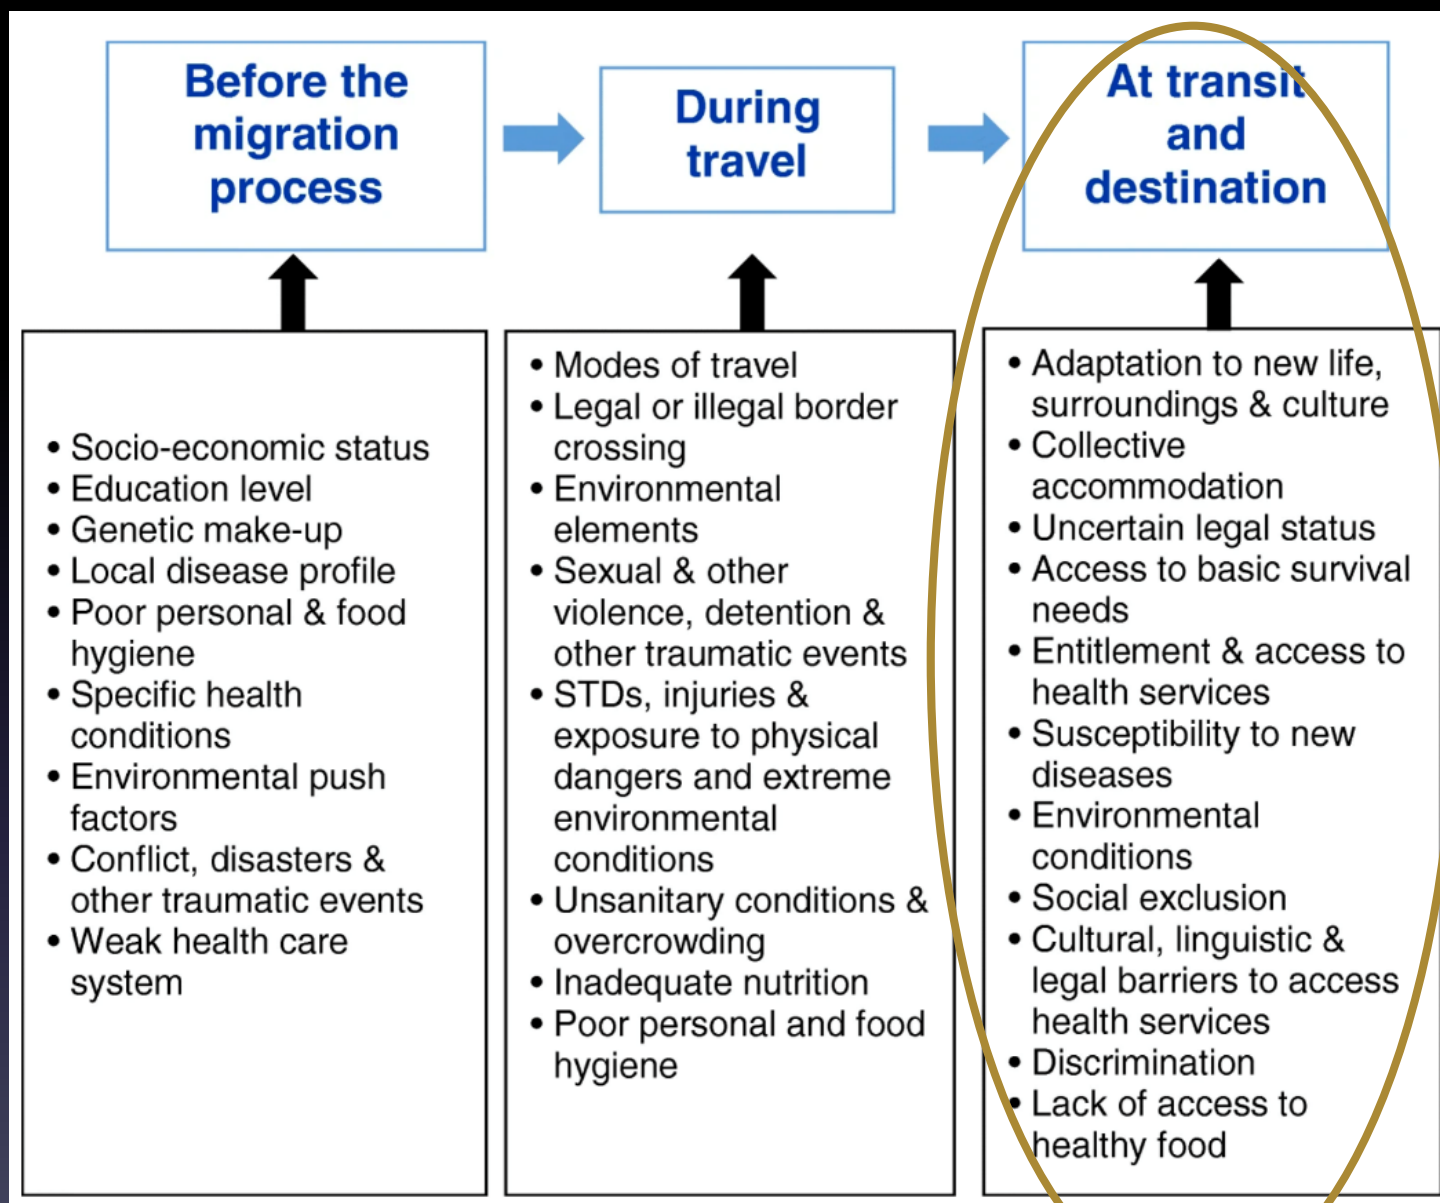 Before the
migration
process
During
travel
At transit
and
destination
• Socio-economic status
• Education level
• Genetic make-up
• Local disease profile
• Poor personal & food
hygiene
• Specific health
conditions
• Environmental push
factors
• Conflict, disasters &
other traumatic events
• Weak health care
system
• Modes of travel
• Legal or illegal border
crossing
• Environmental
elements
• Sexual & other
violence, detention &
other traumatic events
• STDs, injuries &
exposure to physical
dangers and extreme
environmental
conditions
• Unsanitary conditions &
overcrowding
• Inadequate nutrition
• Poor personal and food
hygiene
• Adaptation to new life,
surroundings & culture
• Collective
accommodation
• Uncertain legal status
• Access to basic survival
needs
• Entitlement & access to
health services
• Susceptibility to new
diseases
• Environmental
conditions
• Social exclusion
• Cultural, linguistic &
legal barriers to access
health services
• Discrimination
• Lack of access to
healthy food